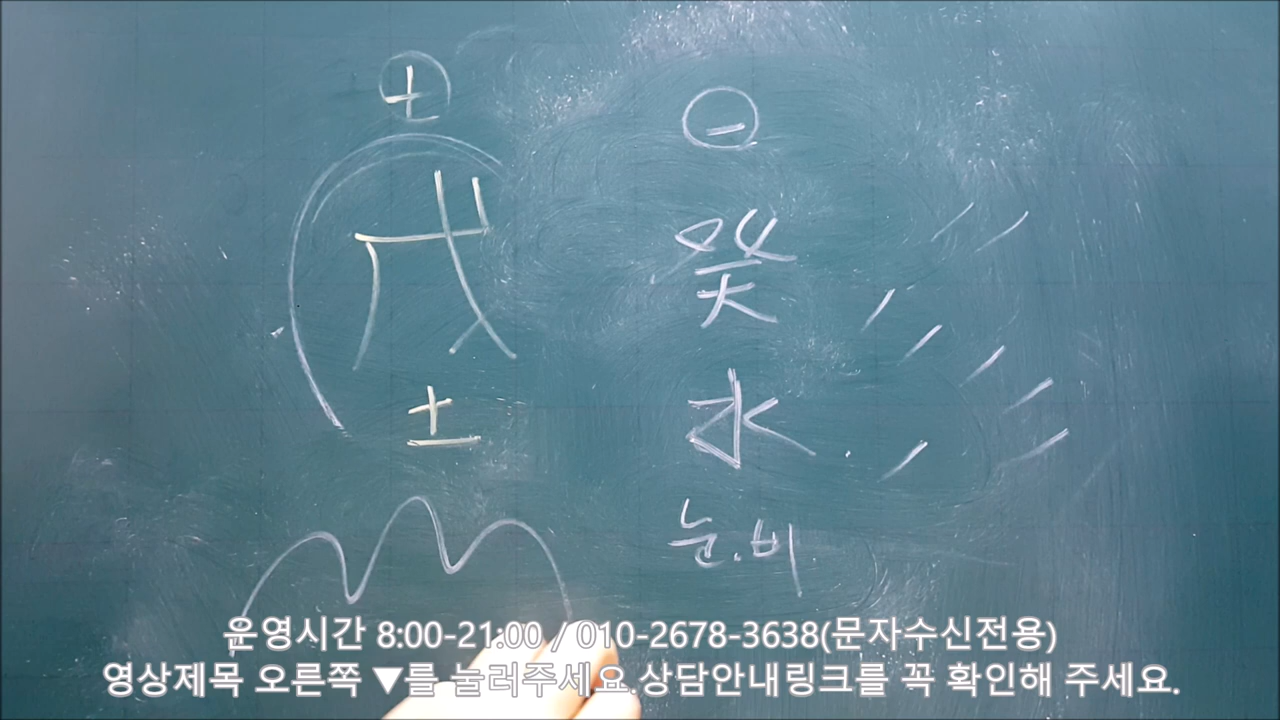 +
戊
土
-
癸
水
눈.비
운영시간 8:00-21:00 / 010-2678-3638(문자수신전용)
영상제목 오른쪽 ▼를 눌러주세요.상담안내링크를 꼭 확인해 주세요.